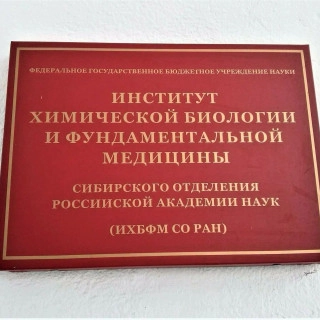 ФЕДЕРАЛЬНОЕ ГОСУДАРСТВЕННОЕ БЮДЖЕТНОЕ УЧРЕЖДЕНИЕ НАУКИ
ИНСТИТУТ
ХИМИЧЕСКОЙ БИОЛОГИИ
И ФУНДАМЕНТАЛЬНОЙ
МЕДИЦИНЫ
СИБИРСКОГО ОТДЕЛЕНИЯ
РОССИЙСКОЙ АКАДЕМИИ НАУК
(ИХБФМ СО РАН)